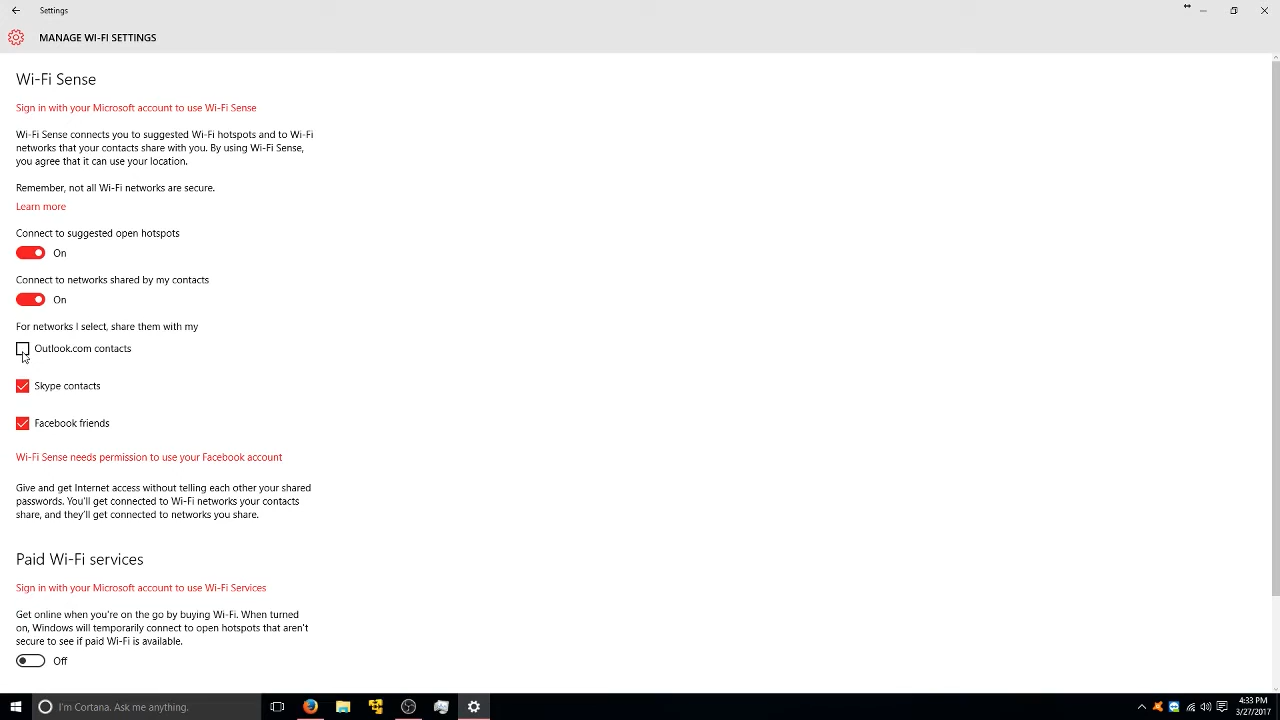 Settings
MANAGE WI-FI SETTINGS
Wi-Fi Sense
Sign in with your Microsoft account to use Wi-Fi Sense
Wi-Fi Sense connects you to suggested Wi-Fi hotspots and to Wi-Fi
networks that your contacts share with you. By using Wi-Fi Sense,
you agree that it can use your location.
Remember, not all Wi-Fi networks are secure.
Learn more
Connect to suggested open hotspots
On
Connect to networks shared by my contacts
On
For networks I select, share them with my
Outlook.com contacts
Skype contacts
Facebook friends
Wi-Fi Sense needs permission to use your Facebook account
Give and get Internet access without telling each other your shared
passwords. You'll get connected to Wi-Fi networks your contacts
share, and they'll get connected to networks you share.
Paid Wi-Fi services
Sign in with your Microsoft account to use Wi-Fi Services
Get online when you're on the go by buying Wi-Fi. When turned
on, Windows will temporarily connect to open hotspots that aren't
secure to see if paid Wi-Fi is available.
Off
I'm Cortana. Ask me anything.
4:33 PM
3/27/2017